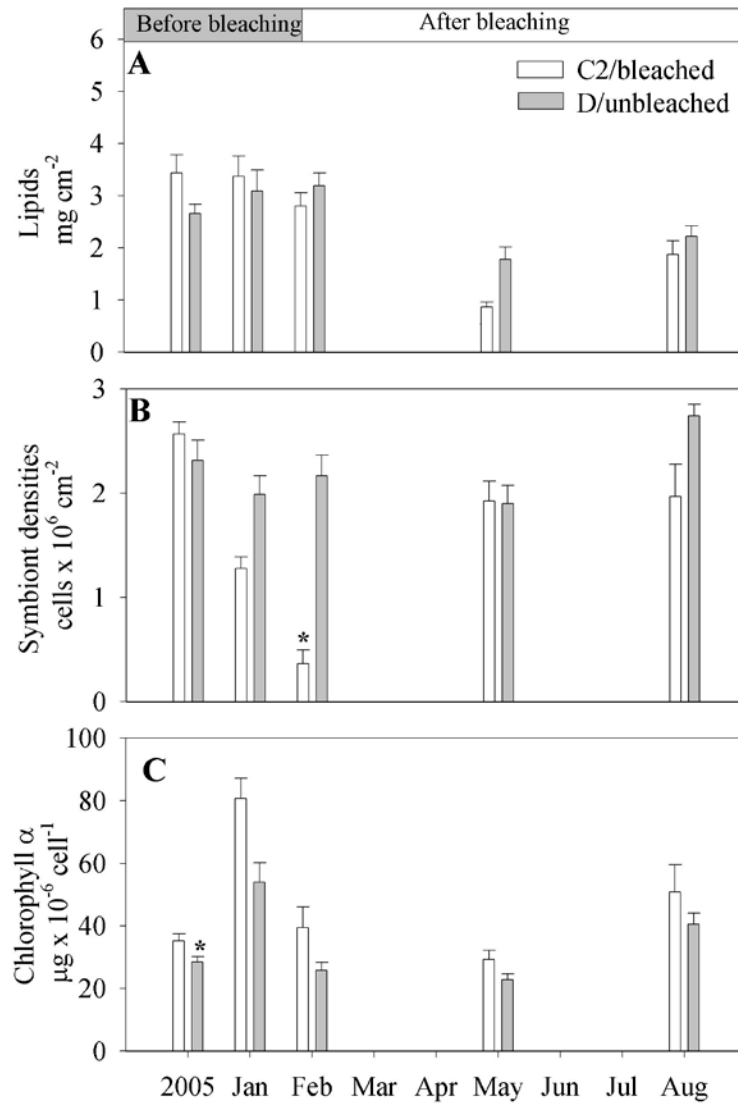 Before bleaching After bleaching
A
C2/bleached
D/unbleached
Lipids
mg cm⁻²
6
5
4
3
2
1
0
B
Symbiont densities
cells x 10⁶ cm⁻²
3
2
1
0
*
C
Chlorophyll α
µg x 10⁻⁶ cell⁻¹
100
80
60
40
20
0
*
2005 Jan Feb Mar Apr May Jun Jul Aug